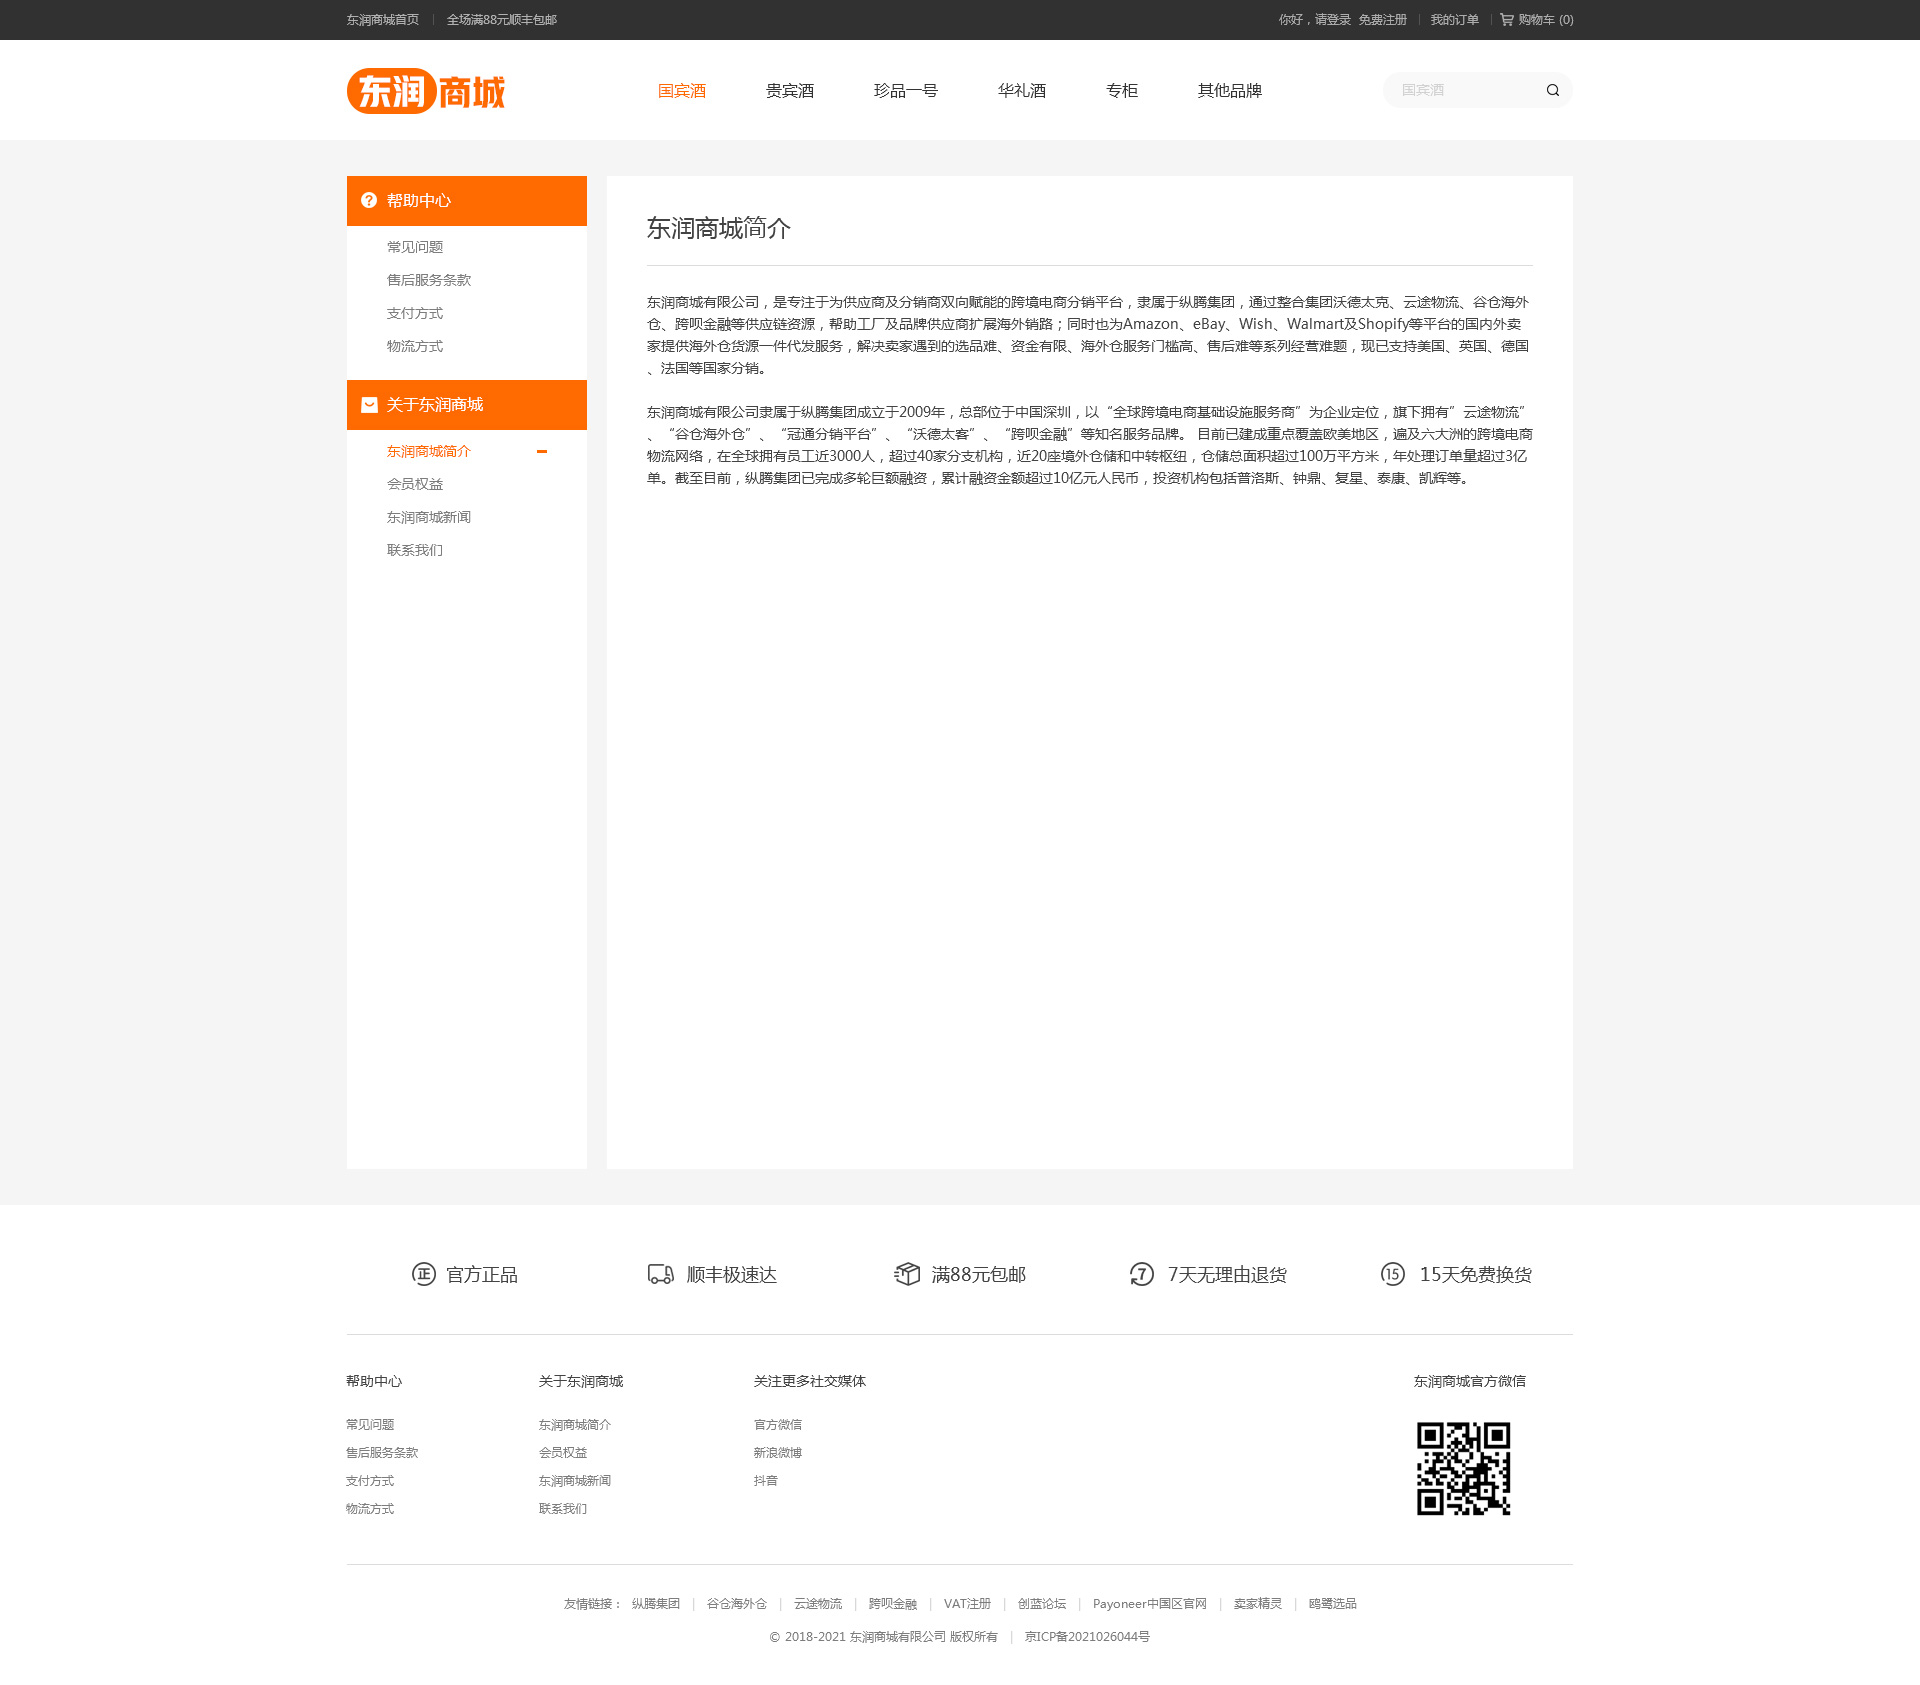 东润商城首页 | 全场满88元顺丰包邮
你好，请登录 免费注册 | 我的订单 | 购物车 (0)
东润商城
国宾酒 贵宾酒 珍品一号 华礼酒 专柜 其他品牌
国宾酒
帮助中心
常见问题
售后服务条款
支付方式
物流方式
关于东润商城
东润商城简介
会员权益
东润商城新闻
联系我们
东润商城简介
东润商城有限公司，是专注于为供应商及分销商双向赋能的跨境电商分销平台，隶属于纵腾集团，通过整合集团沃德太克、云途物流、谷仓海外
仓、跨呗金融等供应链资源，帮助工厂及品牌供应商扩展海外销路；同时也为Amazon、eBay、Wish、Walmart及Shopify等平台的国内外卖
家提供海外仓货源一件代发服务，解决卖家遇到的选品难、资金有限、海外仓服务门槛高、售后难等系列经营难题，现已支持美国、英国、德国
、法国等国家分销。
东润商城有限公司隶属于纵腾集团成立于2009年，总部位于中国深圳，以“全球跨境电商基础设施服务商”为企业定位，旗下拥有”云途物流”
、“谷仓海外仓”、“冠通分销平台”、“沃德太客”、“跨呗金融”等知名服务品牌。 目前已建成重点覆盖欧美地区，遍及六大洲的跨境电商
物流网络，在全球拥有员工近3000人，超过40家分支机构，近20座境外仓储和中转枢纽，仓储总面积超过100万平方米，年处理订单量超过3亿
单。截至目前，纵腾集团已完成多轮巨额融资，累计融资金额超过10亿元人民币，投资机构包括普洛斯、钟鼎、复星、泰康、凯辉等。
正 官方正品 顺丰极速达 满88元包邮 7 7天无理由退货 15 15天免费换货
帮助中心
常见问题
售后服务条款
支付方式
物流方式
关于东润商城
东润商城简介
会员权益
东润商城新闻
联系我们
关注更多社交媒体
官方微信
新浪微博
抖音
东润商城官方微信
友情链接： 纵腾集团 | 谷仓海外仓 | 云途物流 | 跨呗金融 | VAT注册 | 创蓝论坛 | Payoneer中国区官网 | 卖家精灵 | 鸥鹭选品
© 2018-2021 东润商城有限公司 版权所有 | 京ICP备2021026044号